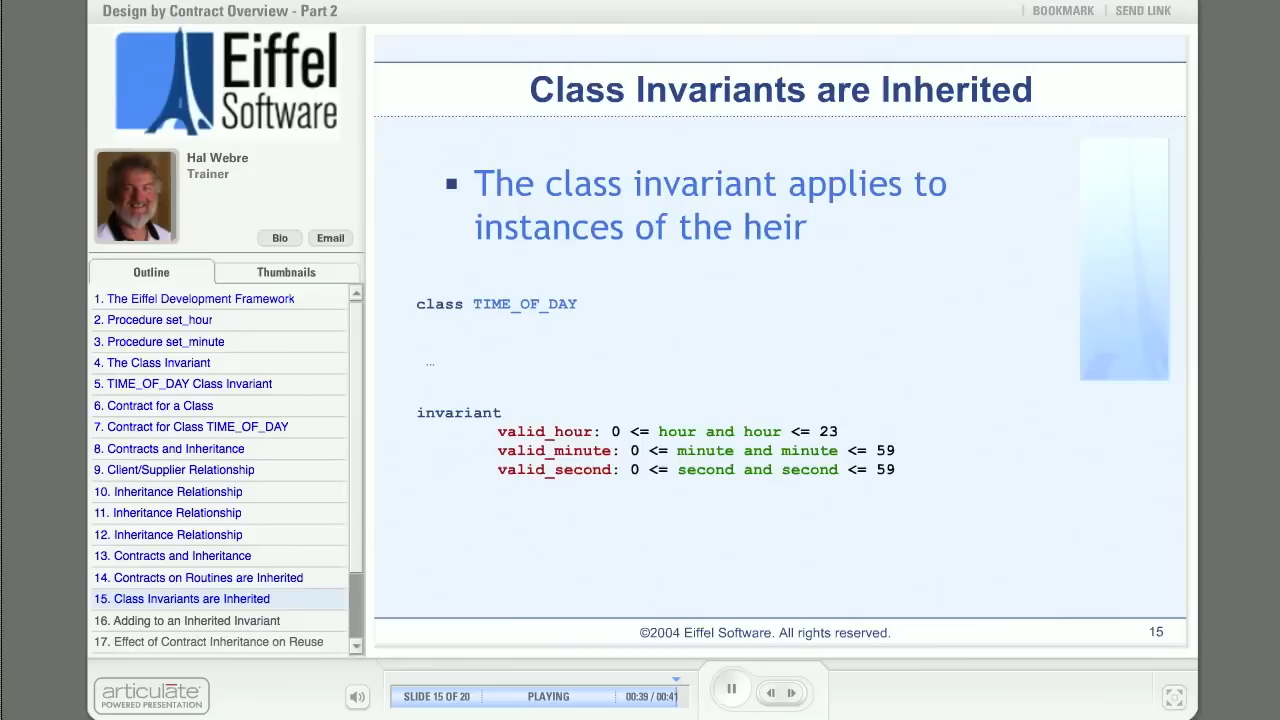 Design by Contract Overview - Part 2
BOOKMARK
SEND LINK
Eiffel
Software
Hal Webre
Trainer
Bio
Email
Outline
Thumbnails
1. The Eiffel Development Framework
2. Procedure set_hour
3. Procedure set_minute
4. The Class Invariant
5. TIME_OF_DAY Class Invariant
6. Contract for a Class
7. Contract for Class TIME_OF_DAY
8. Contracts and Inheritance
9. Client/Supplier Relationship
10. Inheritance Relationship
11. Inheritance Relationship
12. Inheritance Relationship
13. Contracts and Inheritance
14. Contracts on Routines are Inherited
15. Class Invariants are Inherited
16. Adding to an Inherited Invariant
17. Effect of Contract Inheritance on Reuse
Class Invariants are Inherited
▪ The class invariant applies to
instances of the heir
class TIME_OF_DAY
...
invariant
valid_hour: 0 <= hour and hour <= 23
valid_minute: 0 <= minute and minute <= 59
valid_second: 0 <= second and second <= 59
©2004 Eiffel Software. All rights reserved.
15
articulate
POWERED PRESENTATION
SLIDE 15 OF 20
PLAYING
00:39 / 00:41